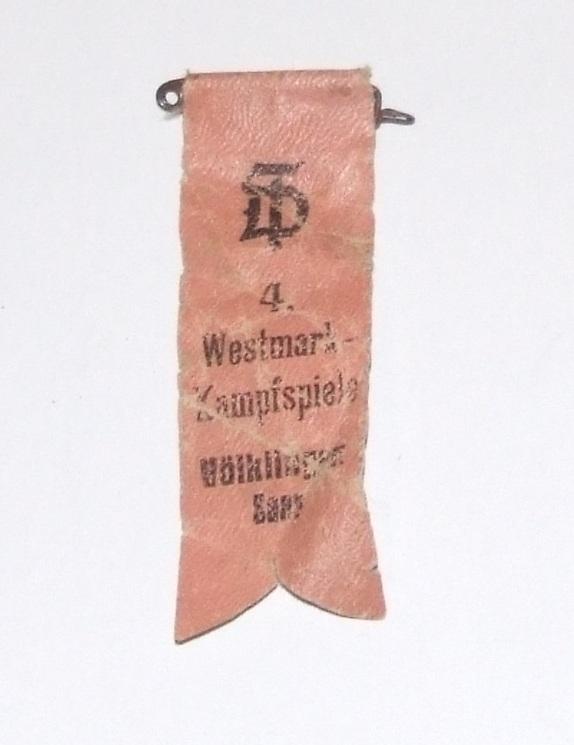 4.
Westmark-
Kampfspiele
Völklingen
Saar